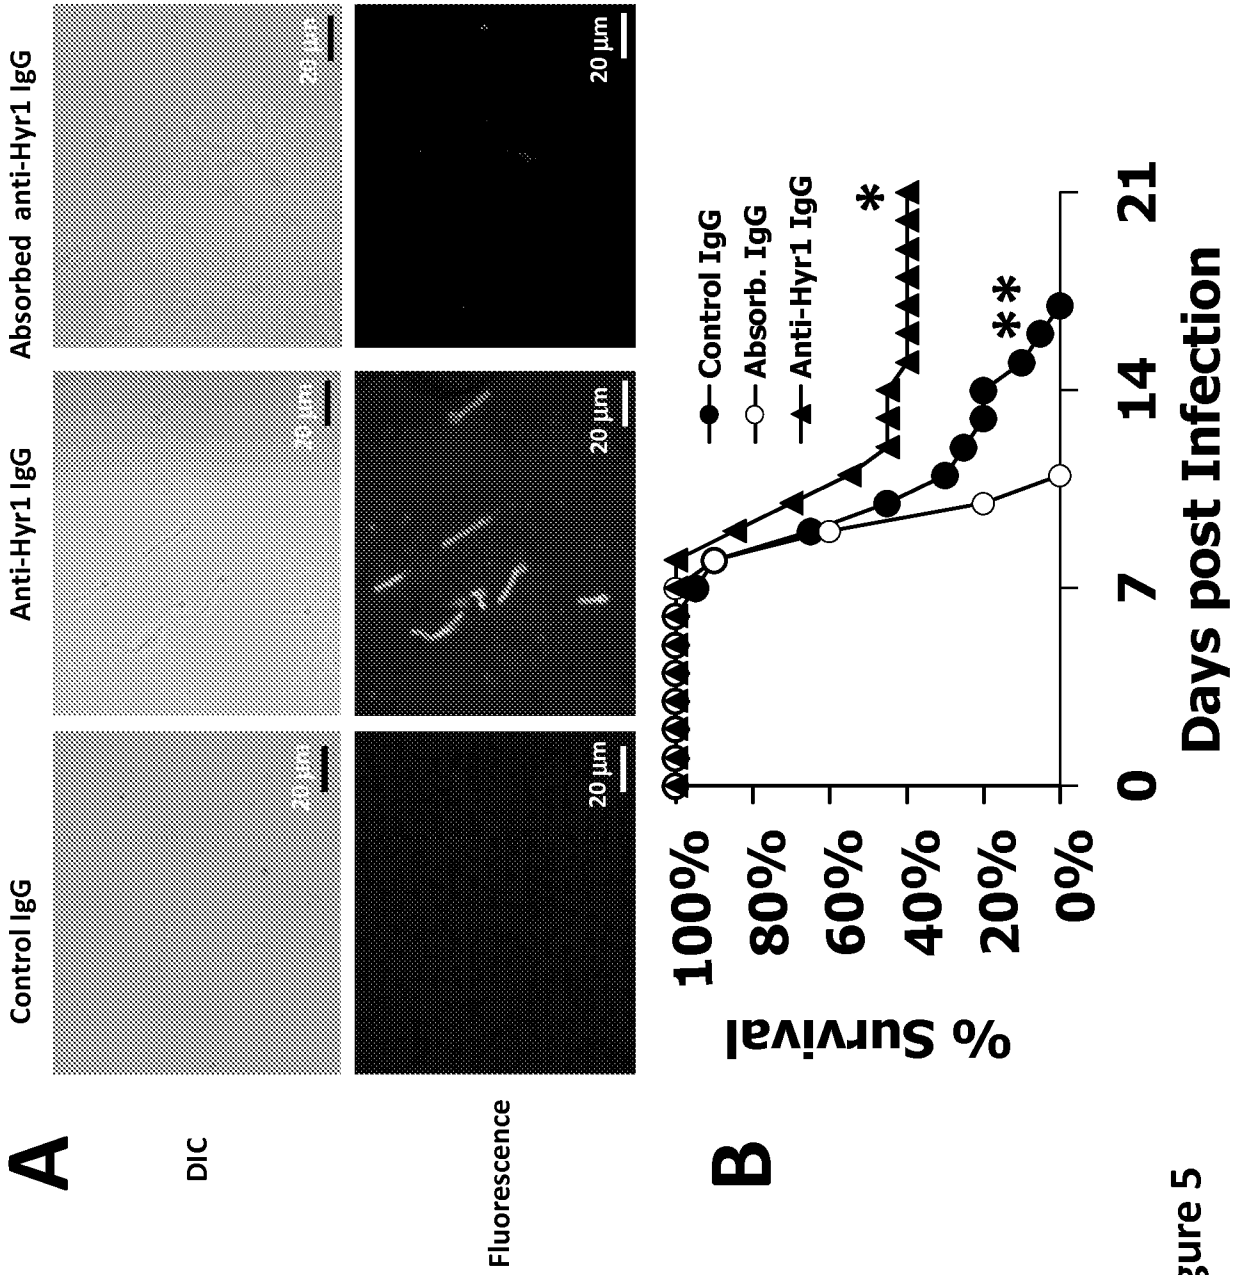 A
Control IgG
Anti-Hyr1 IgG
Absorbed anti-Hyr1 IgG
DIC
20 µm
20 µm
20 µm
Fluorescence
20 µm
20 µm
20 µm
B
% Survival
100%
80%
60%
40%
20%
0%
Control IgG
Absorb. IgG
Anti-Hyr1 IgG
*
**
0
7
14
21
Days post Infection
gure 5